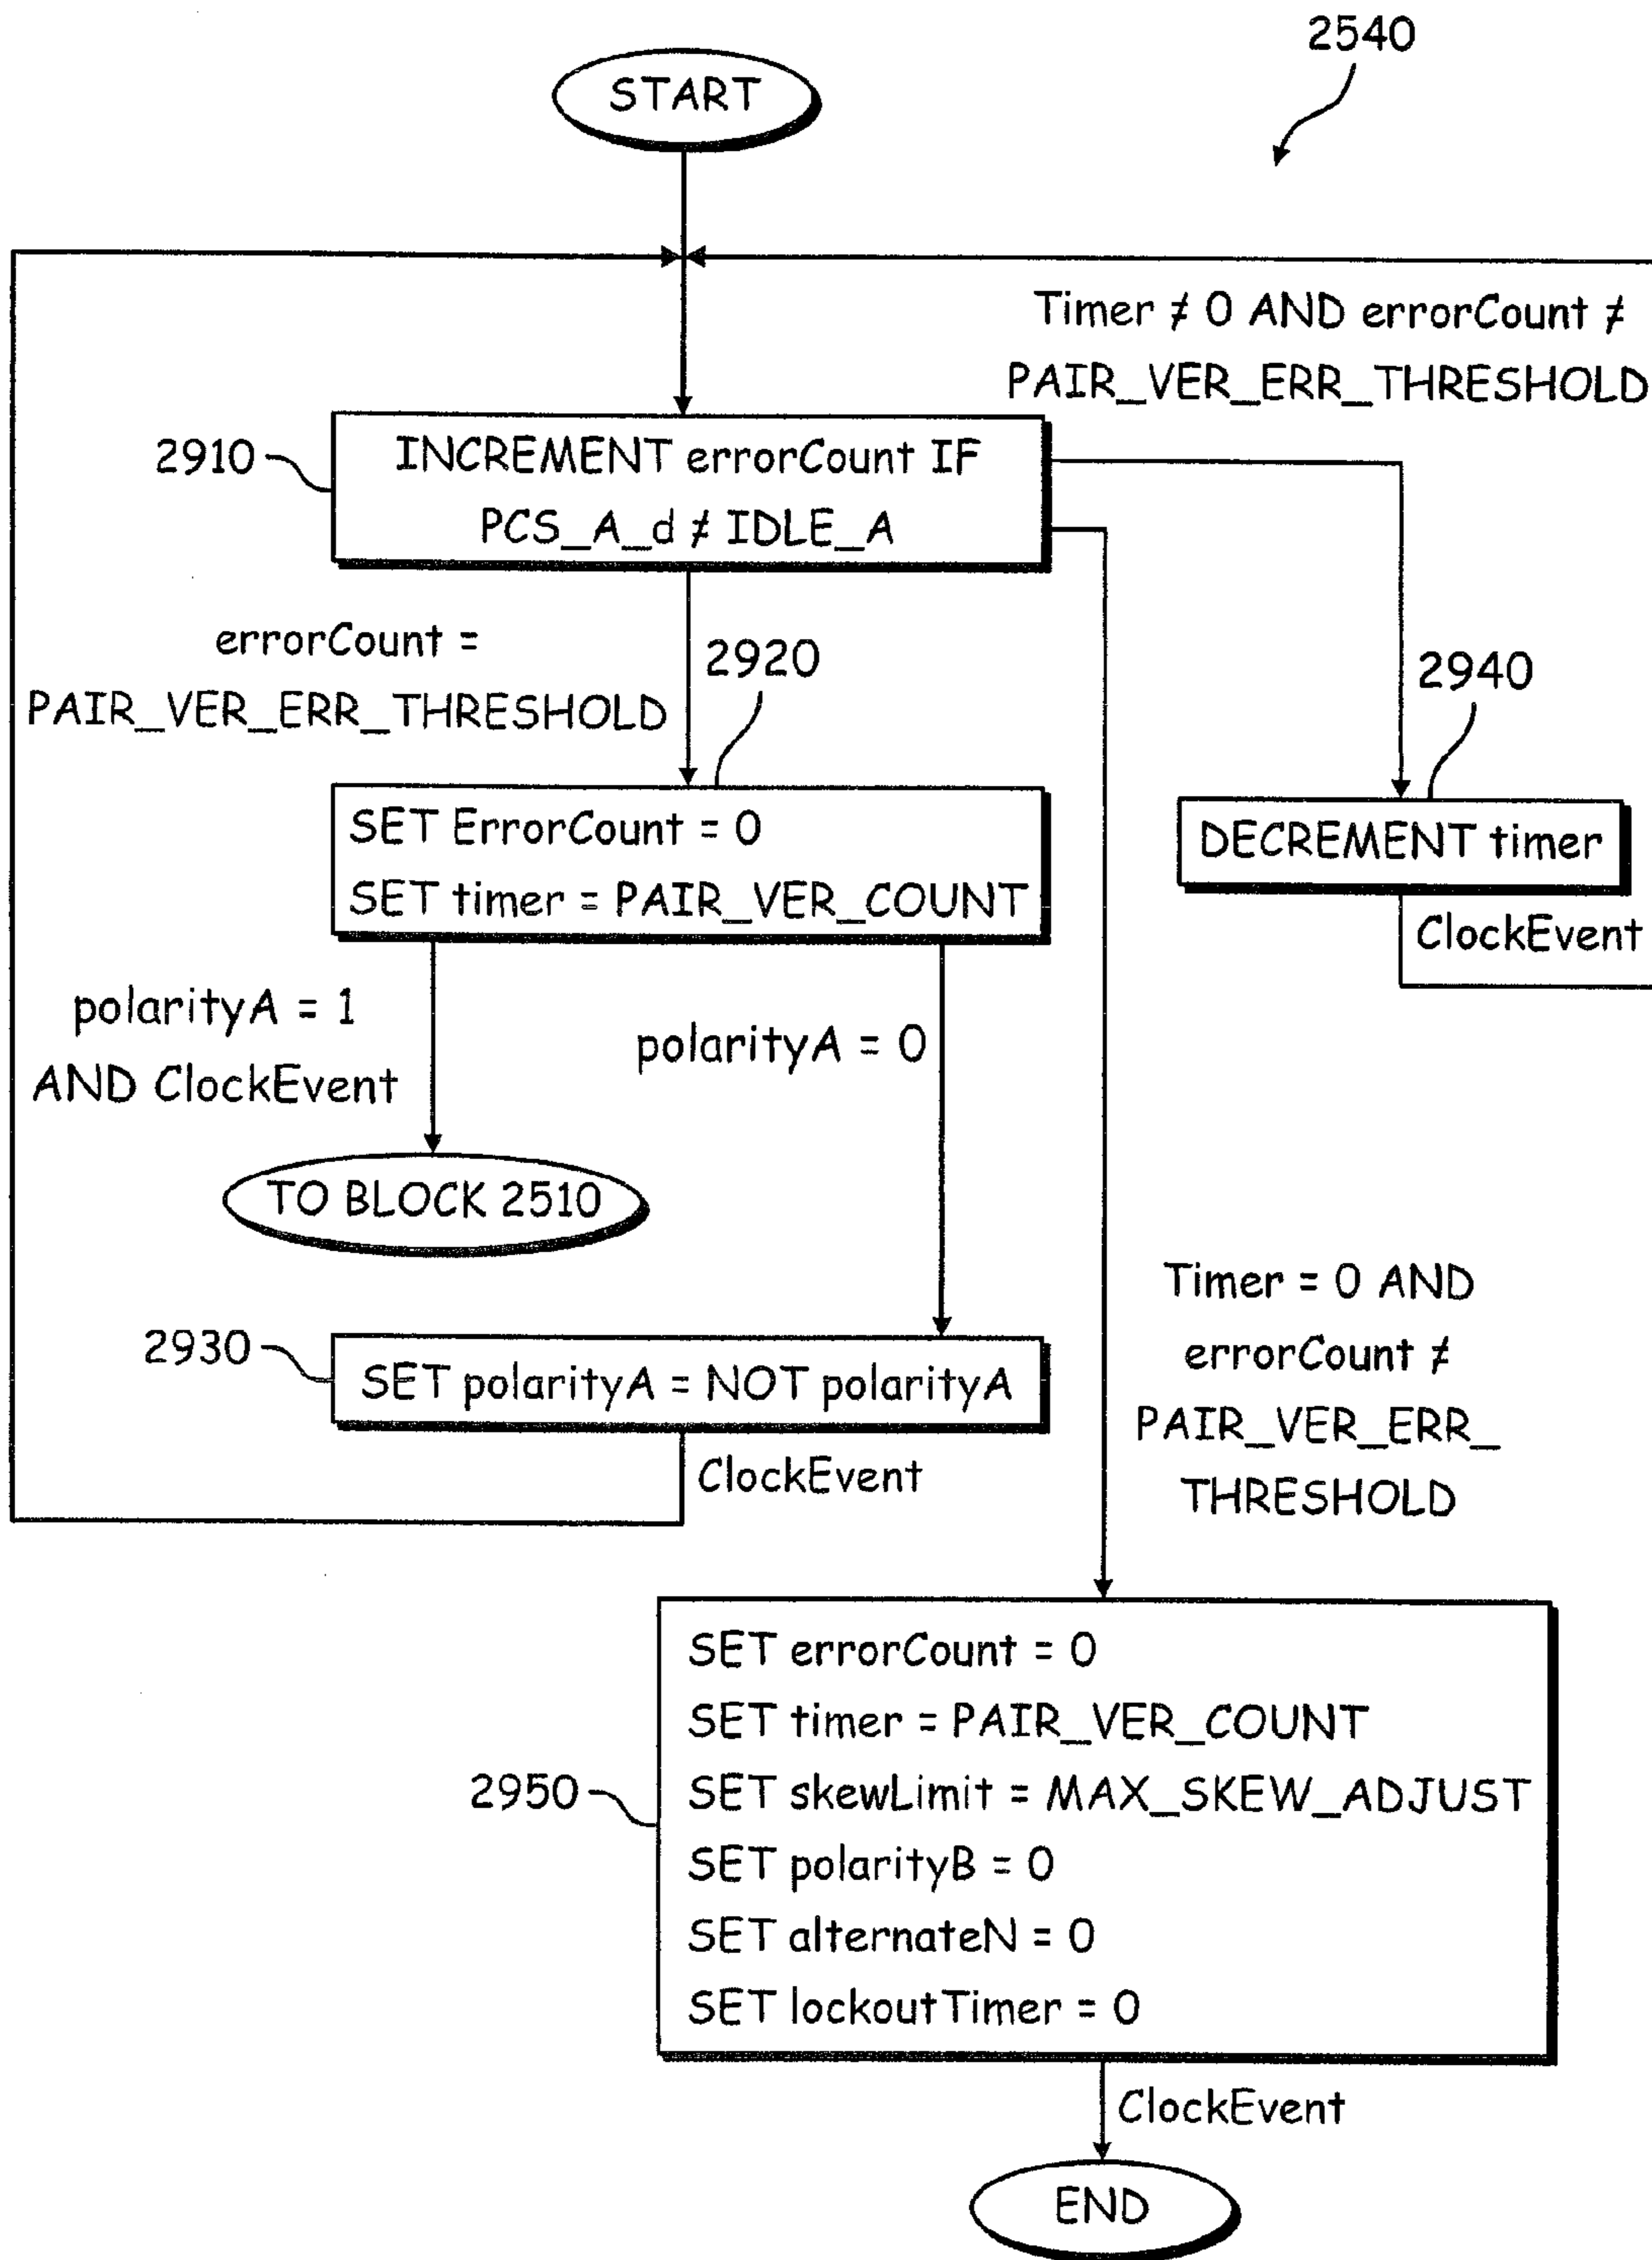 2540
START
Timer ≠ 0 AND errorCount ≠
PAIR_VER_ERR_THRESHOLD
2910
INCREMENT errorCount IF
PCS_A_d ≠ IDLE_A
errorCount =
PAIR_VER_ERR_THRESHOLD
2920
2940
SET ErrorCount = 0
SET timer = PAIR_VER_COUNT
DECREMENT timer
ClockEvent
polarityA = 1
AND ClockEvent
polarityA = 0
TO BLOCK 2510
Timer = 0 AND
errorCount ≠
PAIR_VER_ERR_
THRESHOLD
2930
SET polarityA = NOT polarityA
ClockEvent
2950
SET errorCount = 0
SET timer = PAIR_VER_COUNT
SET skewLimit = MAX_SKEW_ADJUST
SET polarityB = 0
SET alternateN = 0
SET lockoutTimer = 0
ClockEvent
END